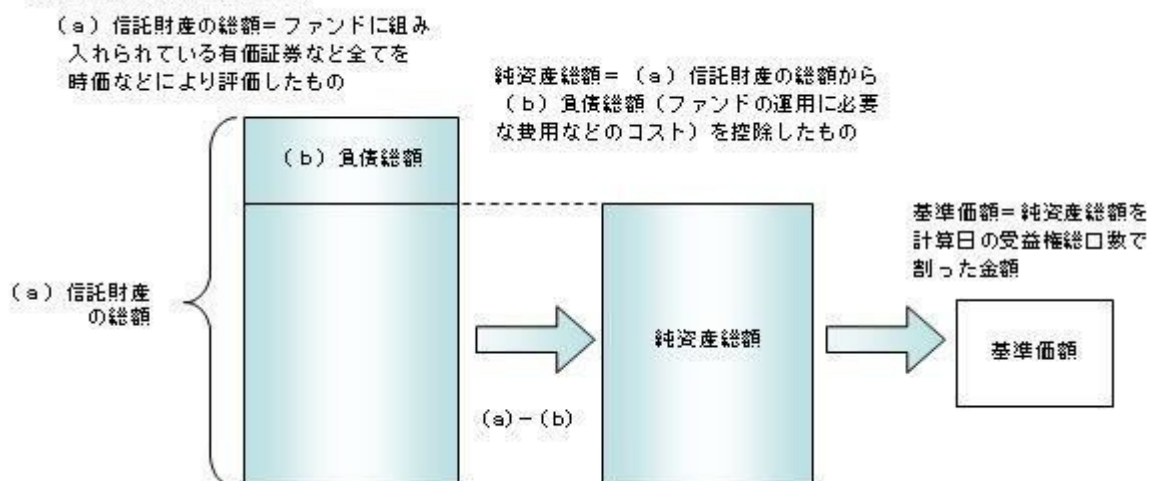 (a)信託財産の総額=ファンドに組み
入れられている有価証券など全てを
時価などにより評価したもの
純資産総額=(a)信託財産の総額から
(b)負債総額(ファンドの運用に必要
な費用などのコスト)を控除したもの
(b)負債総額
基準価額=純資産総額を
計算日の受益権総口数で
割った金額
(a)信託財産
の総額
純資産総額
基準価額
(a)-(b)